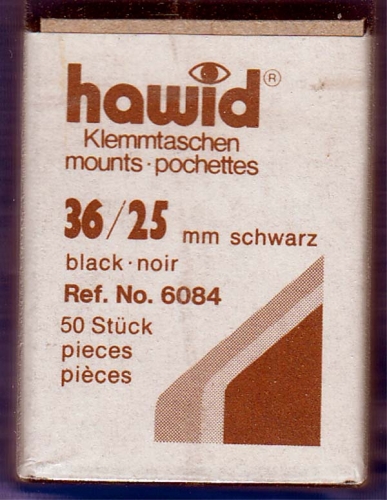 hawid®
Klemmtaschen
mounts · pochettes
36/25 mm schwarz
black · noir
Ref. No. 6084
50 Stück
pieces
pièces